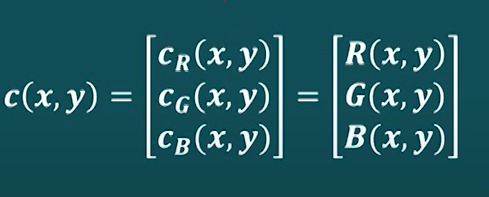 c(x, y) = [c_R(x, y) c_G(x, y) c_B(x, y)] = [R(x, y) G(x, y) B(x, y)]